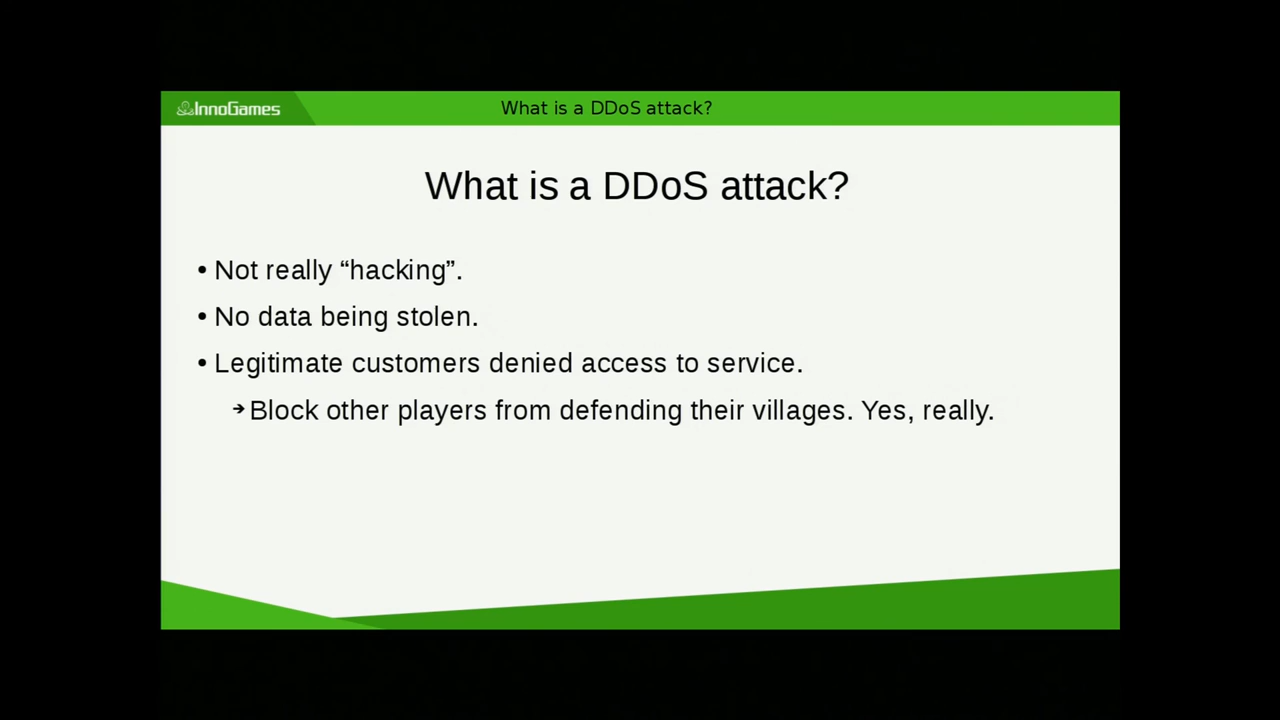 InnoGames
What is a DDoS attack?
What is a DDoS attack?
• Not really “hacking”.
• No data being stolen.
• Legitimate customers denied access to service.
➔ Block other players from defending their villages. Yes, really.